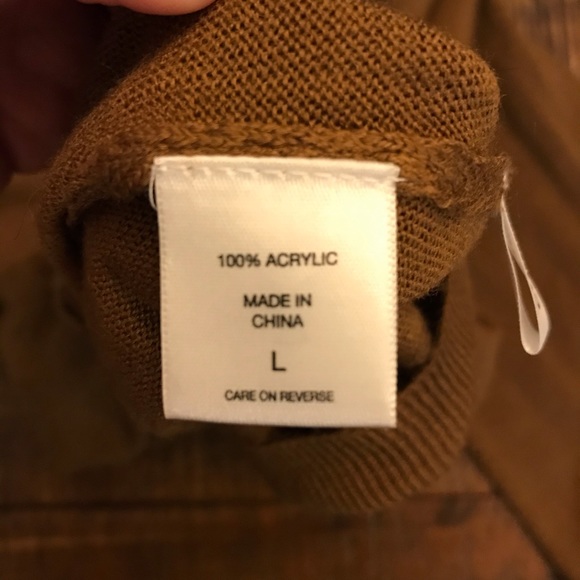 100% ACRYLIC
MADE IN
CHINA
L
CARE ON REVERSE